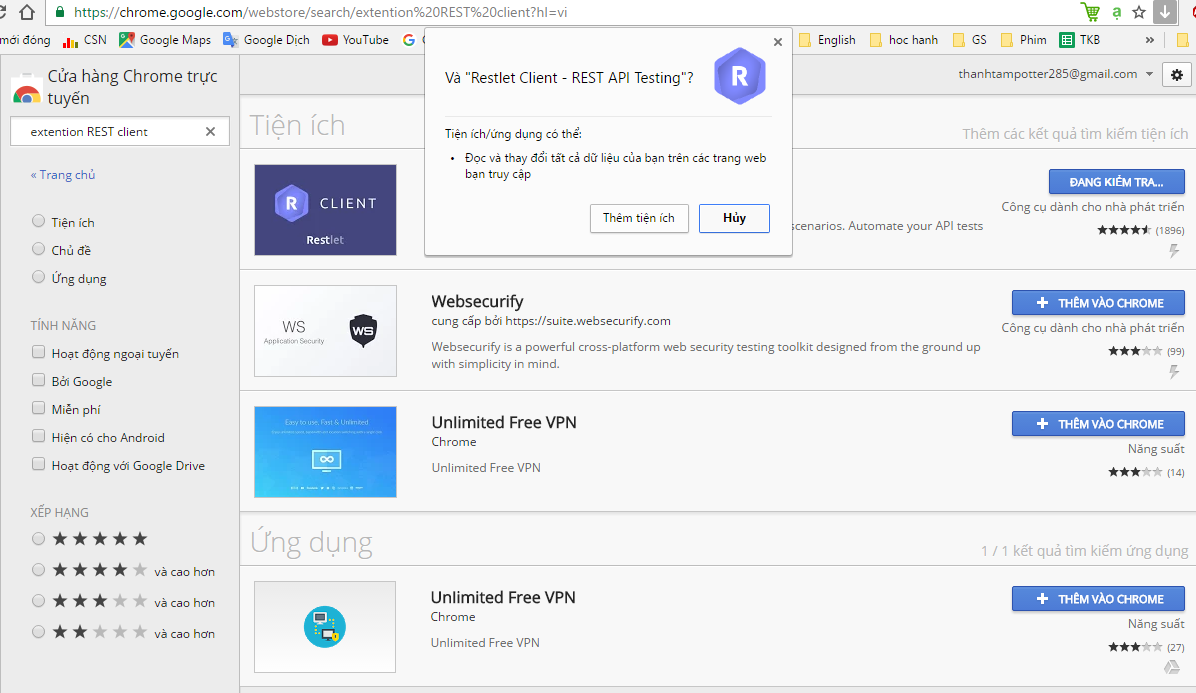 https://chrome.google.com/webstore/search/extention%20REST%20client?hl=vi
mới đóng CSN Google Maps Google Dịch YouTube English hoc hanh GS Phim TKB »
Cửa hàng Chrome trực
tuyến
extention REST client
« Trang chủ
Tiện ích
Chủ đề
Ứng dụng
TÍNH NĂNG
Hoạt động ngoại tuyến
Bởi Google
Miễn phí
Hiện có cho Android
Hoạt động với Google Drive
XẾP HẠNG
và cao hơn
và cao hơn
và cao hơn
Và "Restlet Client - REST API Testing"?
R
Tiện ích/ứng dụng có thể:
• Đọc và thay đổi tất cả dữ liệu của bạn trên các trang web
bạn truy cập
Thêm tiện ích
Hủy
thanhtampotter285@gmail.com
Tiện ích
Thêm các kết quả tìm kiếm tiện ích
R CLIENT
Restlet
scenarios. Automate your API tests
ĐANG KIỂM TRA...
Công cụ dành cho nhà phát triển
(1896)
WS
Application Security
WS
Websecurify
cung cấp bởi https://suite.websecurify.com
Websecurify is a powerful cross-platform web security testing toolkit designed from the ground up
with simplicity in mind.
THÊM VÀO CHROME
Công cụ dành cho nhà phát triển
(99)
Easy to use, Fast & Unlimited
Unlimited Free VPN
Chrome
Unlimited Free VPN
THÊM VÀO CHROME
Năng suất
(14)
Ứng dụng
1 / 1 kết quả tìm kiếm ứng dụng
Unlimited Free VPN
Chrome
Unlimited Free VPN
THÊM VÀO CHROME
Năng suất
(27)